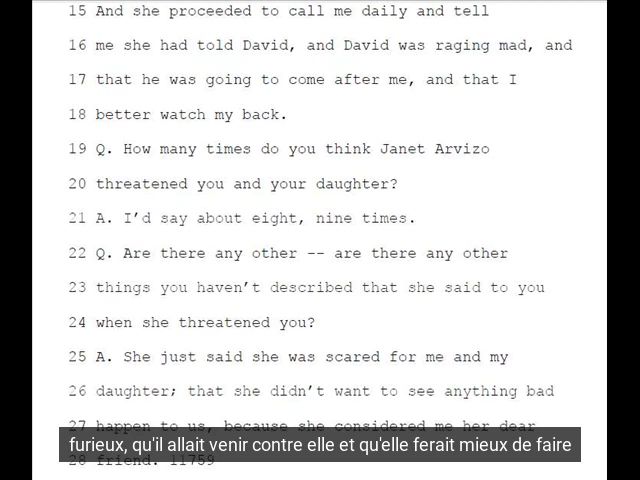 15 And she proceeded to call me daily and tell
16 me she had told David, and David was raging mad, and
17 that he was going to come after me, and that I
18 better watch my back.
19 Q. How many times do you think Janet Arvizo
20 threatened you and your daughter?
21 A. I’d say about eight, nine times.
22 Q. Are there any other -- are there any other
23 things you haven’t described that she said to you
24 when she threatened you?
25 A. She just said she was scared for me and my
26 daughter; that she didn’t want to see anything bad
27 happen to us, because she considered me her dear
furieux, qu'il allait venir contre elle et qu'elle ferait mieux de faire
28 friend. 11759